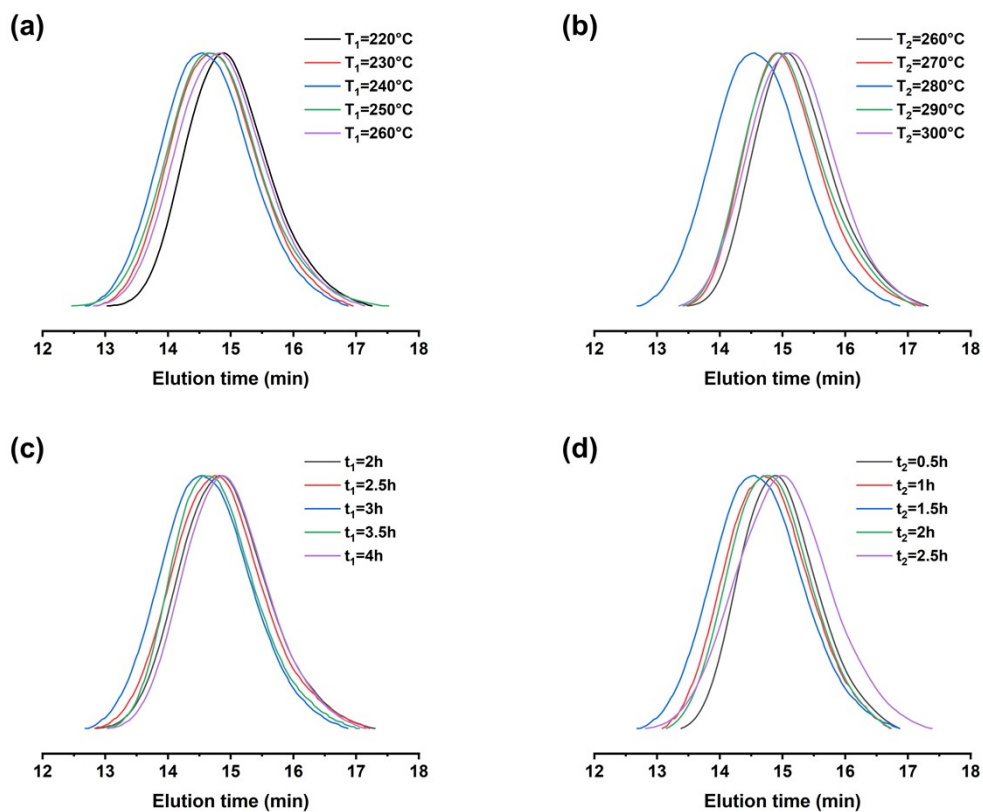 (a)
T₁=220°C
T₁=230°C
T₁=240°C
T₁=250°C
T₁=260°C
12 13 14 15 16 17 18
Elution time (min)
(b)
T₂=260°C
T₂=270°C
T₂=280°C
T₂=290°C
T₂=300°C
12 13 14 15 16 17 18
Elution time (min)
(c)
t₁=2h
t₁=2.5h
t₁=3h
t₁=3.5h
t₁=4h
12 13 14 15 16 17 18
Elution time (min)
(d)
t₂=0.5h
t₂=1h
t₂=1.5h
t₂=2h
t₂=2.5h
12 13 14 15 16 17 18
Elution time (min)